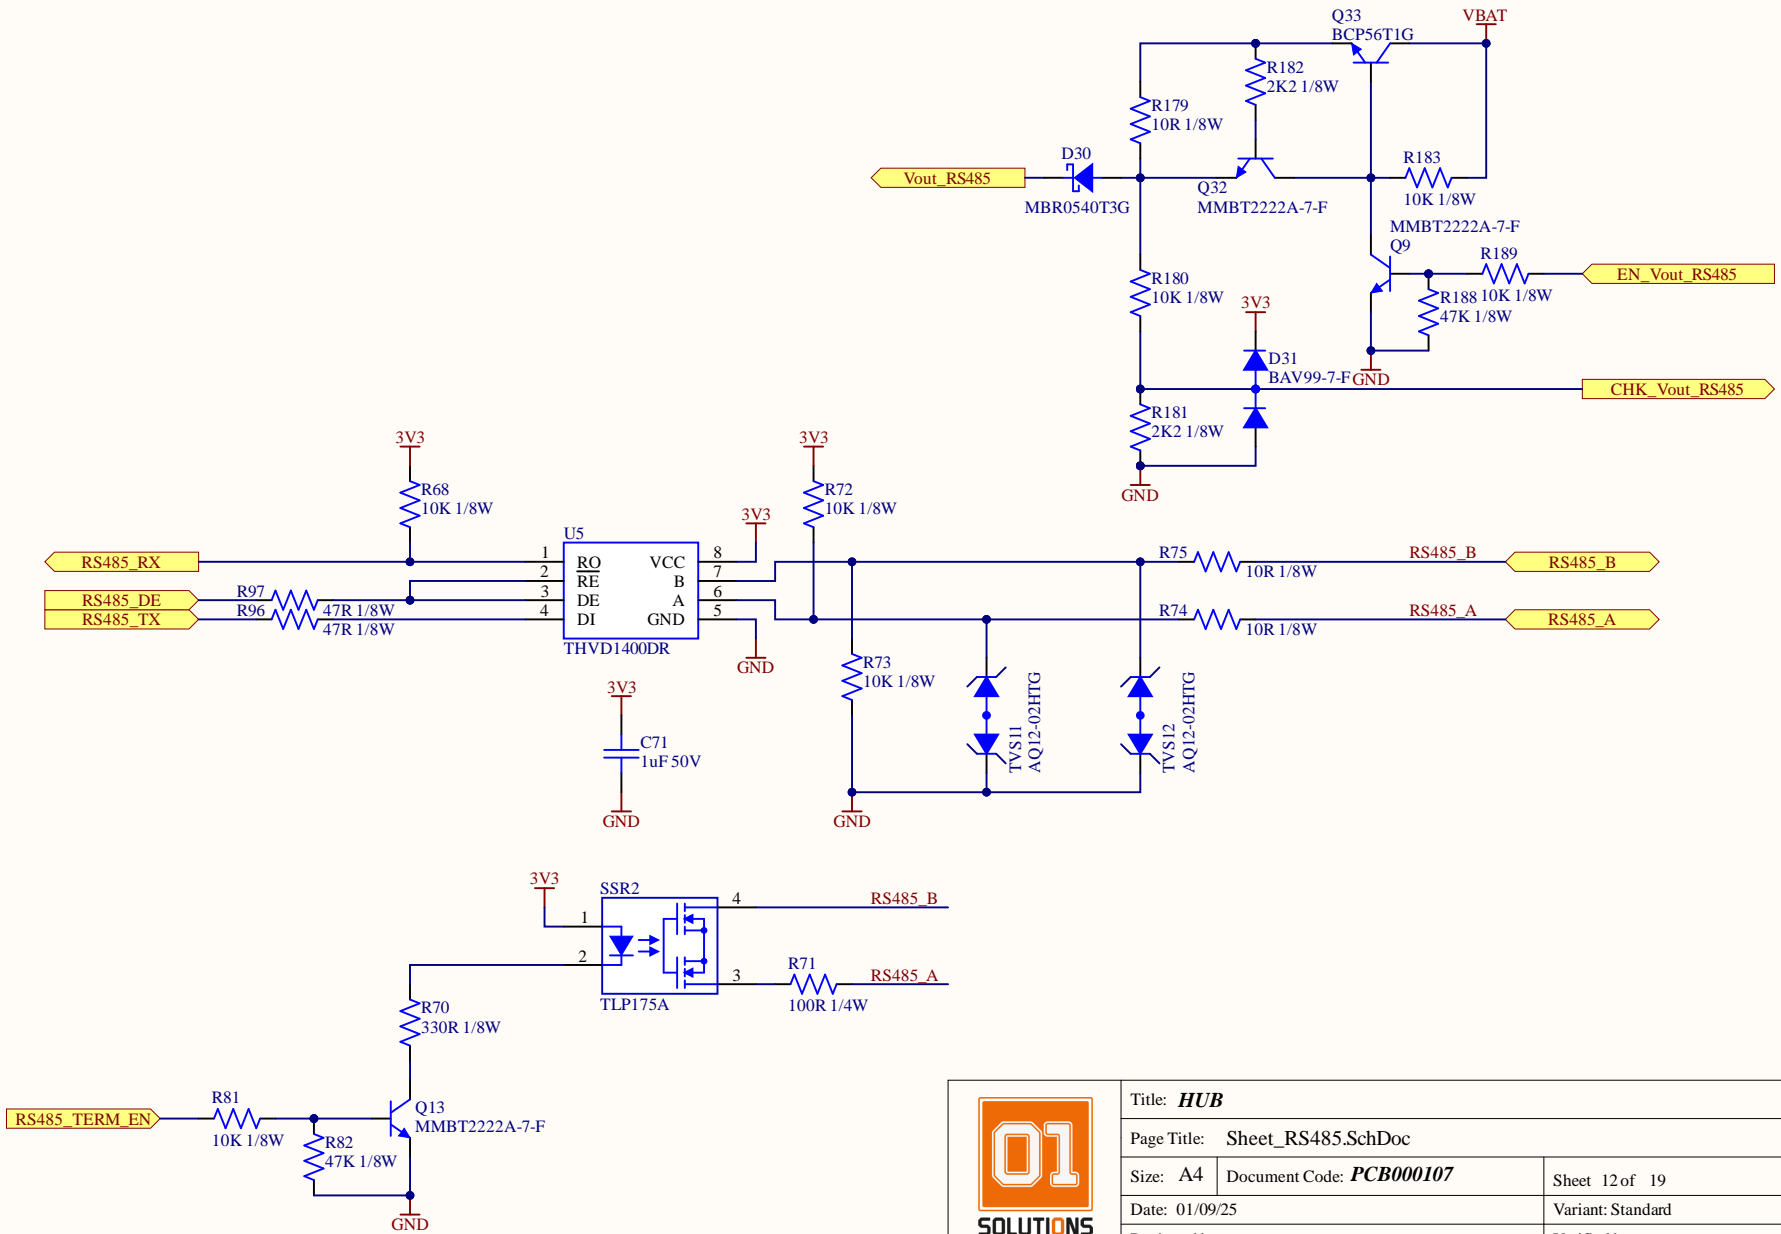 Q33
BCP56T1G
VBAT
R182
2K2 1/8W
R179
10R 1/8W
D30
MBR0540T3G
Vout_RS485
Q32
MMBT2222A-7-F
R183
10K 1/8W
MMBT2222A-7-F
Q9
R189
10K 1/8W
EN_Vout_RS485
R188
47K 1/8W
GND
R180
10K 1/8W
3V3
D31
BAV99-7-F
CHK_Vout_RS485
R181
2K2 1/8W
GND
3V3
R68
10K 1/8W
RS485_RX
RS485_DE
RS485_TX
R97
47R 1/8W
R96
47R 1/8W
U5
1
2
3
4
RO
RE
DE
DI
VCC
B
A
GND
8
7
6
5
THVD1400DR
3V3
GND
3V3
R72
10K 1/8W
R73
10K 1/8W
GND
TVS11
AQ12-02HTG
TVS12
AQ12-02HTG
R75
10R 1/8W
RS485_B
RS485_B
R74
10R 1/8W
RS485_A
RS485_A
3V3
C71
1uF 50V
GND
3V3
SSR2
1
2
4
3
TLP175A
RS485_B
R71
100R 1/4W
RS485_A
R70
330R 1/8W
RS485_TERM_EN
R81
10K 1/8W
R82
47K 1/8W
Q13
MMBT2222A-7-F
GND
01
SOLUTIONS
Title: HUB
Page Title: Sheet_RS485.SchDoc
Size: A4 Document Code: PCB000107 Sheet 12 of 19
Date: 01/09/25 Variant: Standard